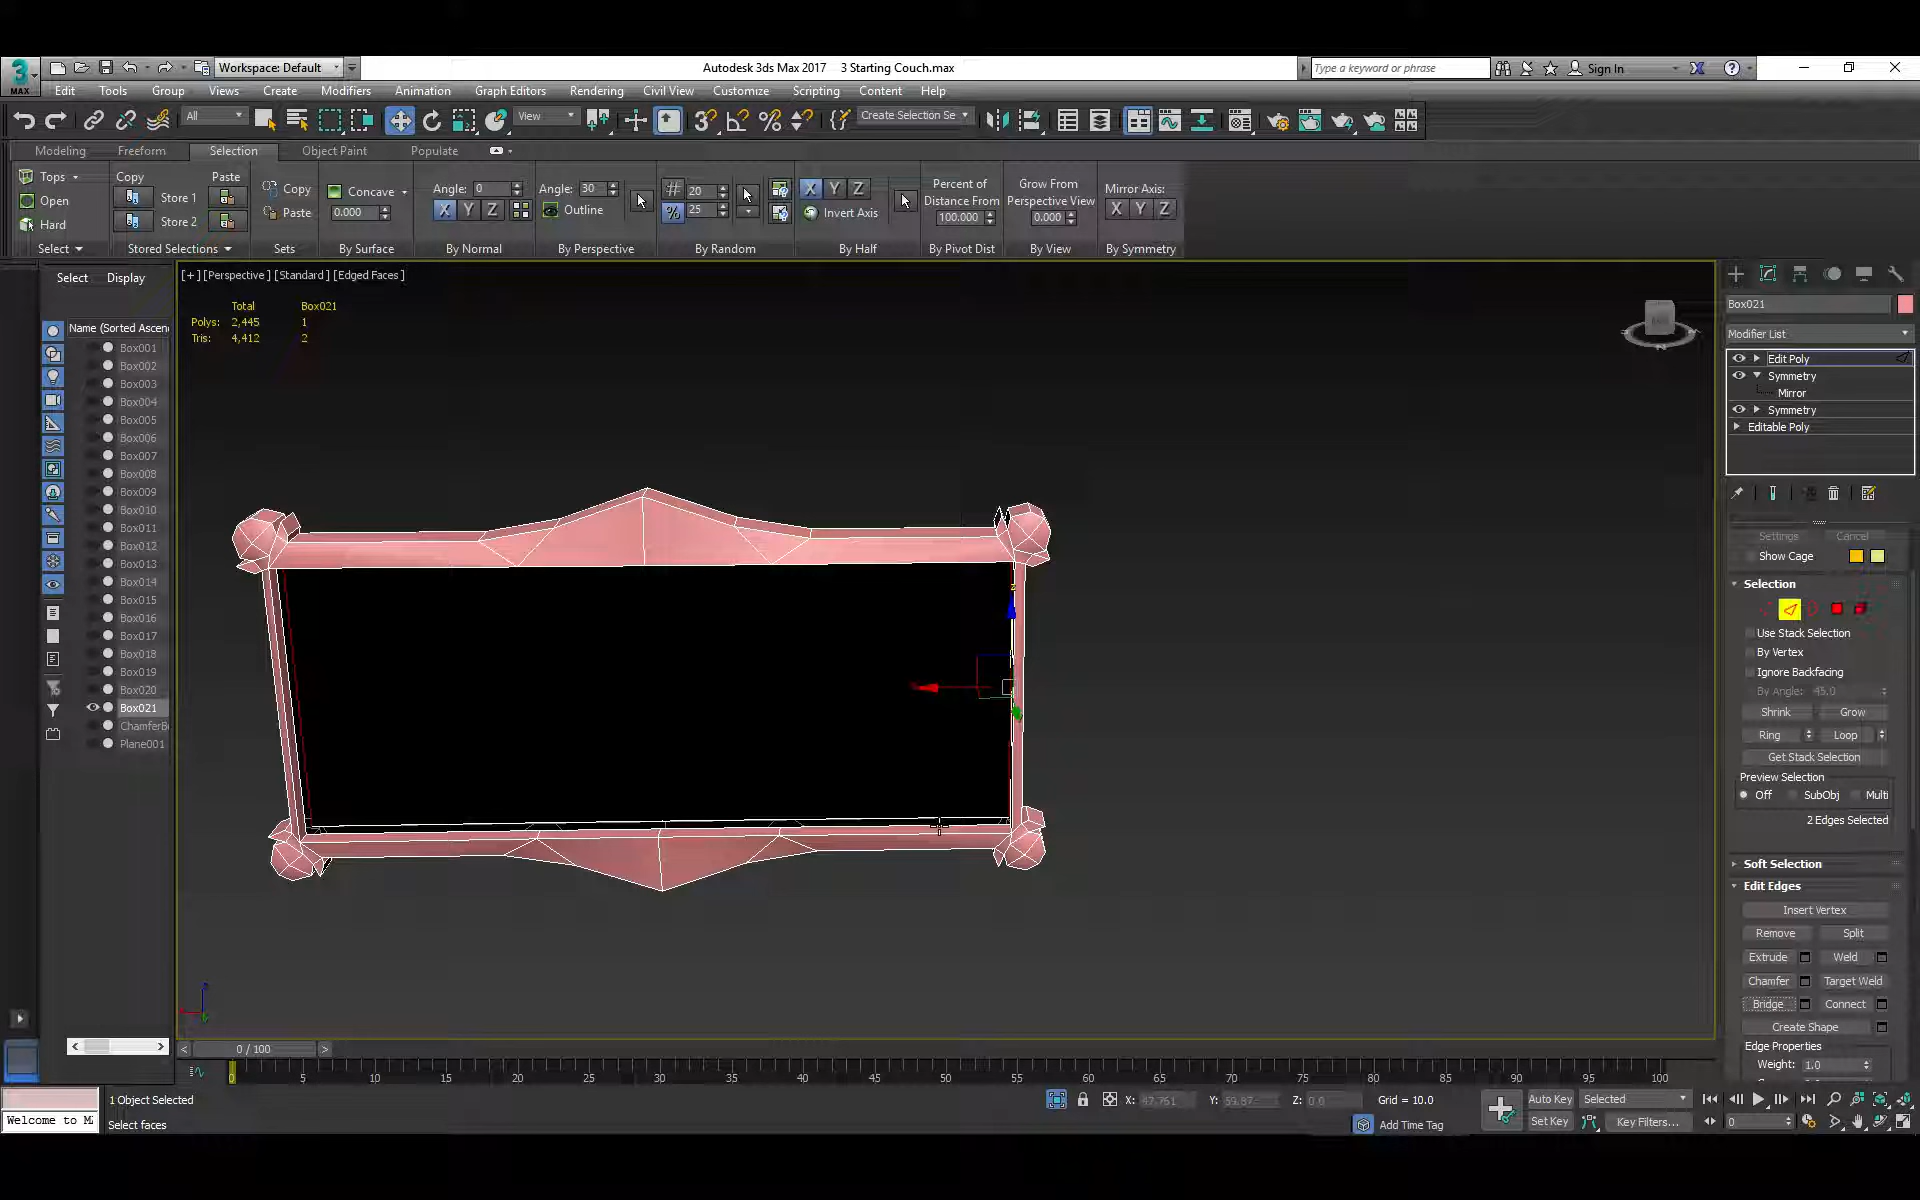 MAX
Workspace: Default
Autodesk 3ds Max 2017    3 Starting Couch.max
Type a keyword or phrase
Sign In
Edit
Tools
Group
Views
Create
Modifiers
Animation
Graph Editors
Rendering
Civil View
Customize
Scripting
Content
Help
All
View
Create Selection Se
Modeling
Freeform
Selection
Object Paint
Populate
Tops
Copy
Paste
Copy
Concave
Angle: 0
Angle: 30
20
X Y Z
Percent of
Grow From
Mirror Axis:
Open
Store 1
Distance From
Perspective View
Paste
0.000
X Y Z
Outline
% 25
Invert Axis
100.000
0.000
X Y Z
Hard
Store 2
Select
Stored Selections
Sets
By Surface
By Normal
By Perspective
By Random
By Half
By Pivot Dist
By View
By Symmetry
Select
Display
Name (Sorted Ascen
Box001
Box002
Box003
Box004
Box005
Box006
Box007
Box008
Box009
Box010
Box011
Box012
Box013
Box014
Box015
Box016
Box017
Box018
Box019
Box020
Box021
ChamferB
Plane001
[+] [Perspective] [Standard] [Edged Faces]
Total Box021
Polys: 2,445 1
Tris: 4,412 2
z
Box021
Modifier List
Edit Poly
Symmetry
Mirror
Symmetry
Editable Poly
Settings
Cancel
Show Cage
Selection
Use Stack Selection
By Vertex
Ignore Backfacing
By Angle: 45.0
Shrink
Grow
Ring
Loop
Get Stack Selection
Preview Selection
Off
SubObj
Multi
2 Edges Selected
Soft Selection
Edit Edges
Insert Vertex
Remove
Split
Extrude
Weld
Chamfer
Target Weld
Bridge
Connect
Create Shape
Edge Properties
Weight: 1.0
0 / 100
0 5 10 15 20 25 30 35 40 45 50 55 60 65 70 75 80 85 90 95 100
1 Object Selected
Welcome to M
Select faces
X: 47.751
Y: 59.87
Z: 0.0
Grid = 10.0
Add Time Tag
Auto Key
Selected
Set Key
Key Filters...
0